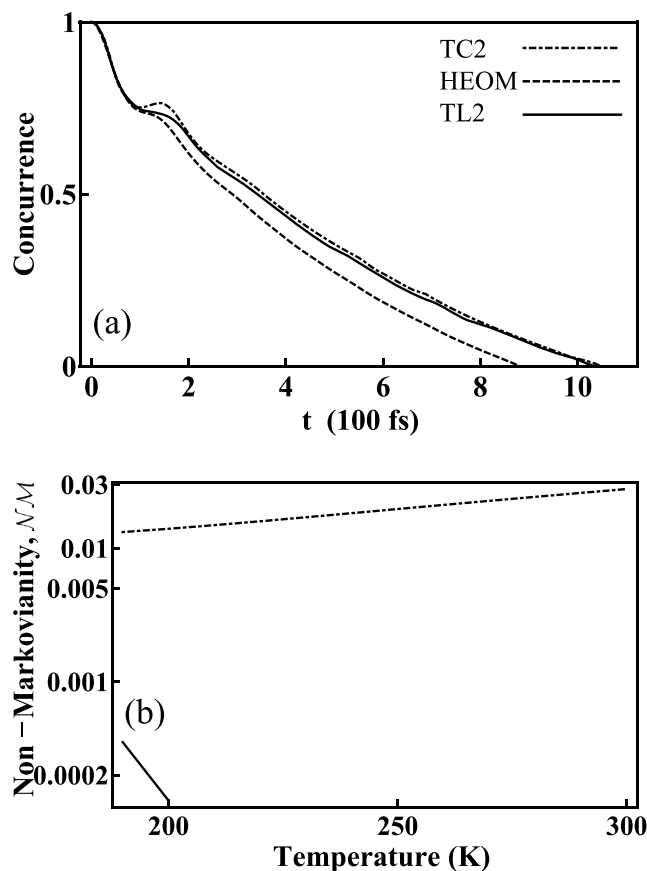 1
0.5
0
Concurrence
TC2
HEOM
TL2
(a)
0 2 4 6 8 10
t (100 fs)
0.03
0.01
0.005
0.001
0.0002
Non−Markovianity, 𝒩ℳ
(b)
200 250 300
Temperature (K)